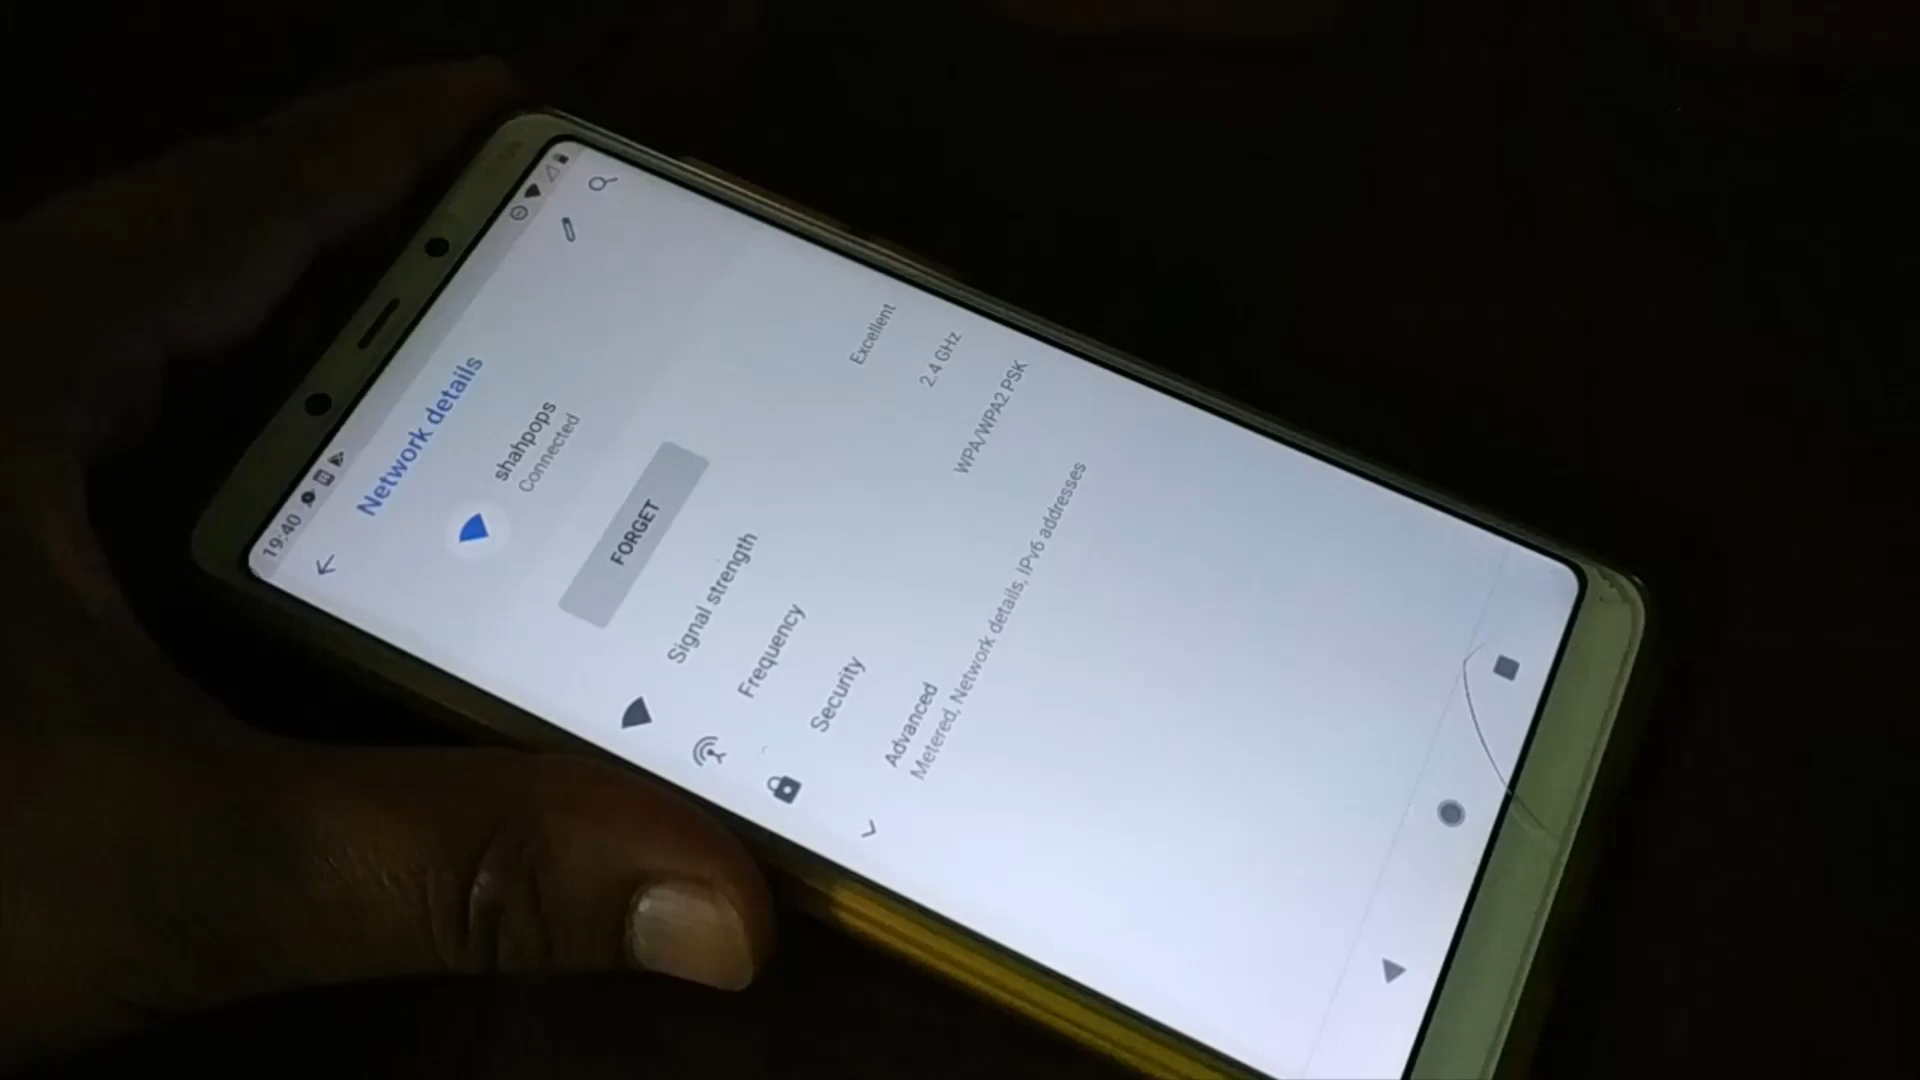 19:40
Network details
shahpops
Connected
FORGET
Signal strength
Excellent
Frequency
2.4 GHz
Security
WPA/WPA2 PSK
Advanced
Metered, Network details, IPv6 addresses